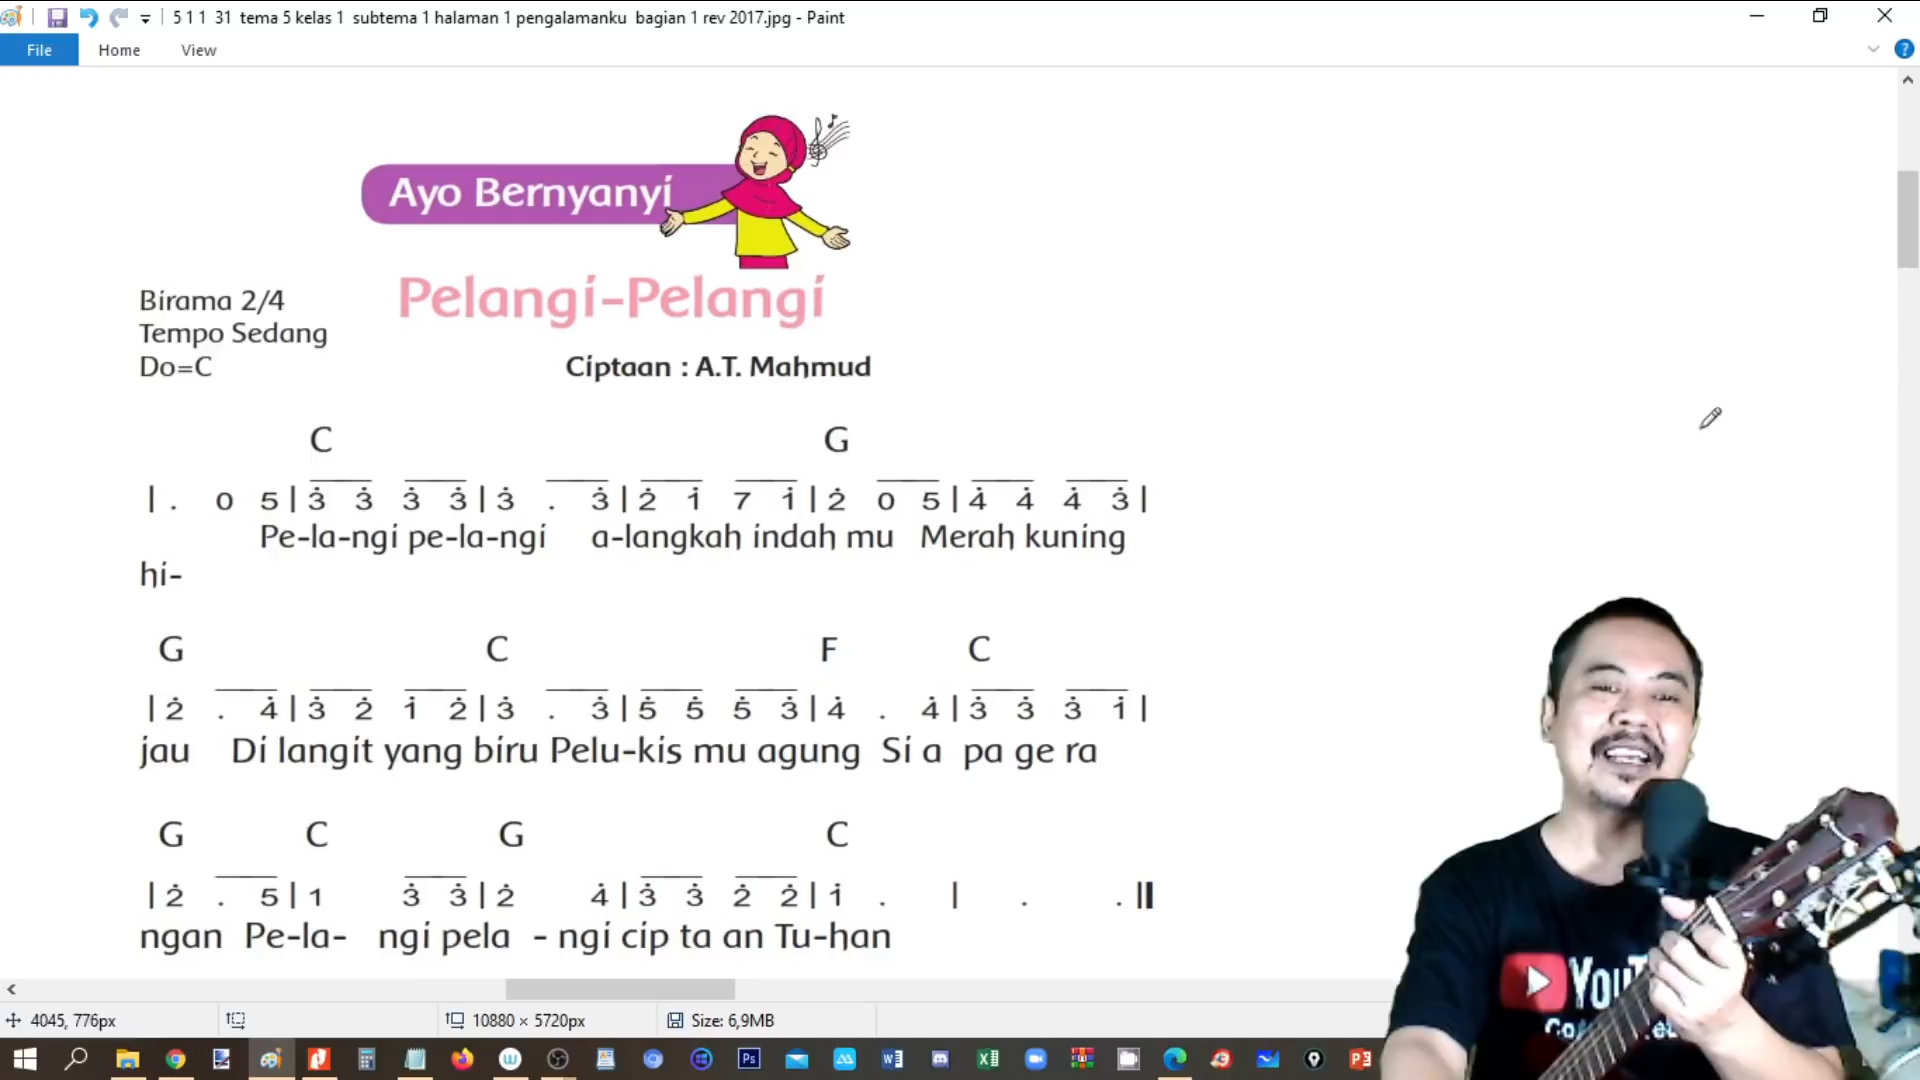 5 1 1  31  tema 5 kelas 1  subtema 1 halaman 1 pengalamanku  bagian 1 rev 2017.jpg - Paint
File Home View
Ayo Bernyanyi
Pelangi-Pelangi
Birama 2/4
Tempo Sedang
Do=C
Ciptaan : A.T. Mahmud
C G
| . 0 5 | 3̇ 3̇ 3̇ 3̇ | 3̇ . 3̇ | 2̇ 1̇ 7 1̇ | 2̇ 0 5 | 4̇ 4̇ 4̇ 3̇ |
Pe-la-ngi pe-la-ngi a-langkah indah mu Merah kuning
hi-
G C F C
| 2̇ . 4̇ | 3̇ 2̇ 1̇ 2̇ | 3̇ . 3̇ | 5̇ 5̇ 5̇ 3̇ | 4̇ . 4̇ | 3̇ 3̇ 3̇ 1̇ |
jau Di langit yang biru Pelu-kis mu agung Si a pa ge ra
G C G C
| 2̇ . 5 | 1 3̇ 3̇ | 2̇ 4̇ | 3̇ 3̇ 2̇ 2̇ | 1̇ . | . . ||
ngan Pe-la- ngi pela - ngi cip ta an Tu-han
4045, 776px 10880 × 5720px Size: 6,9MB